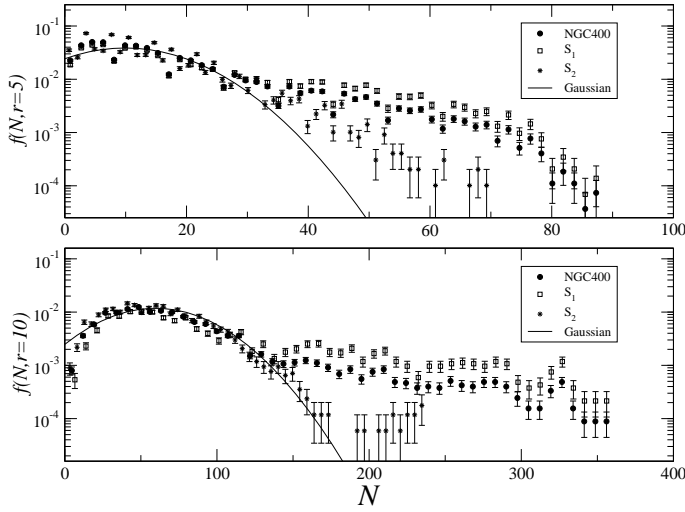 f(N,r=5)
10⁻¹
10⁻²
10⁻³
10⁻⁴
0 20 40 60 80 100
NGC400
S₁
S₂
Gaussian
f(N,r=10)
10⁻¹
10⁻²
10⁻³
10⁻⁴
0 100 200 300 400
NGC400
S₁
S₂
Gaussian
N